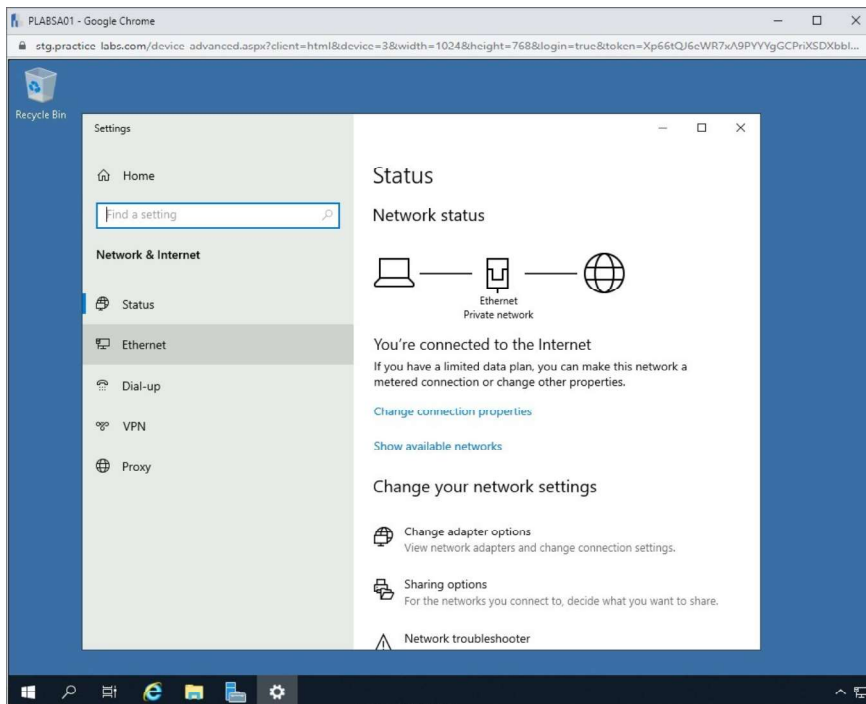 PLABSA01 - Google Chrome
stg.practice-labs.com/device-advanced.aspx?client=html&device=3&width=1024&height=768&login=true&token=
Recycle Bin
Settings
Home
Find a setting
Network & Internet
Status
Ethernet
Dial-up
VPN
Proxy
Status
Network status
Ethernet
Private network
You're connected to the Internet
If you have a limited data plan, you can make this network a
metered connection or change other properties.
Change connection properties
Show available networks
Change your network settings
Change adapter options
View network adapters and change connection settings.
Sharing options
For the networks you connect to, decide what you want to share.
Network troubleshooter